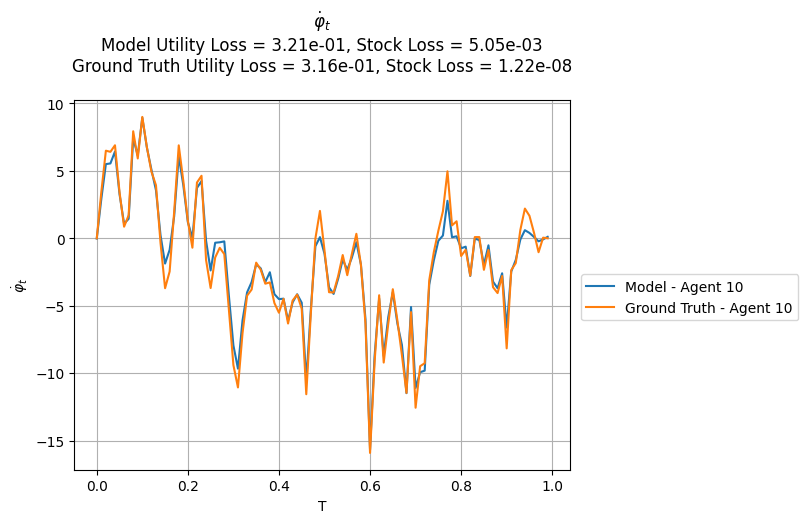 φ̇ₜ
Model Utility Loss = 3.21e-01, Stock Loss = 5.05e-03
Ground Truth Utility Loss = 3.16e-01, Stock Loss = 1.22e-08
φ̇ₜ
10
5
0
−5
−10
−15
0.0 0.2 0.4 0.6 0.8 1.0
T
Model - Agent 10
Ground Truth - Agent 10